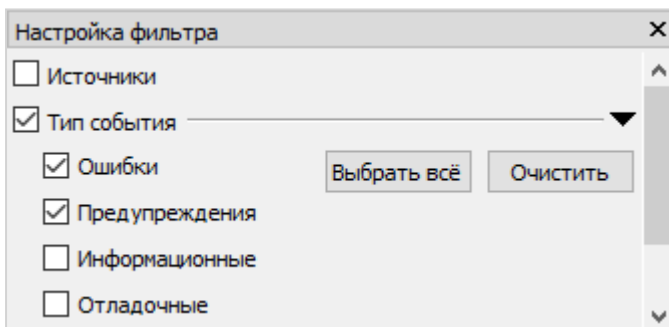 Настройка фильтра
Источники
Тип события
Ошибки Выбрать всё Очистить
Предупреждения
Информационные
Отладочные